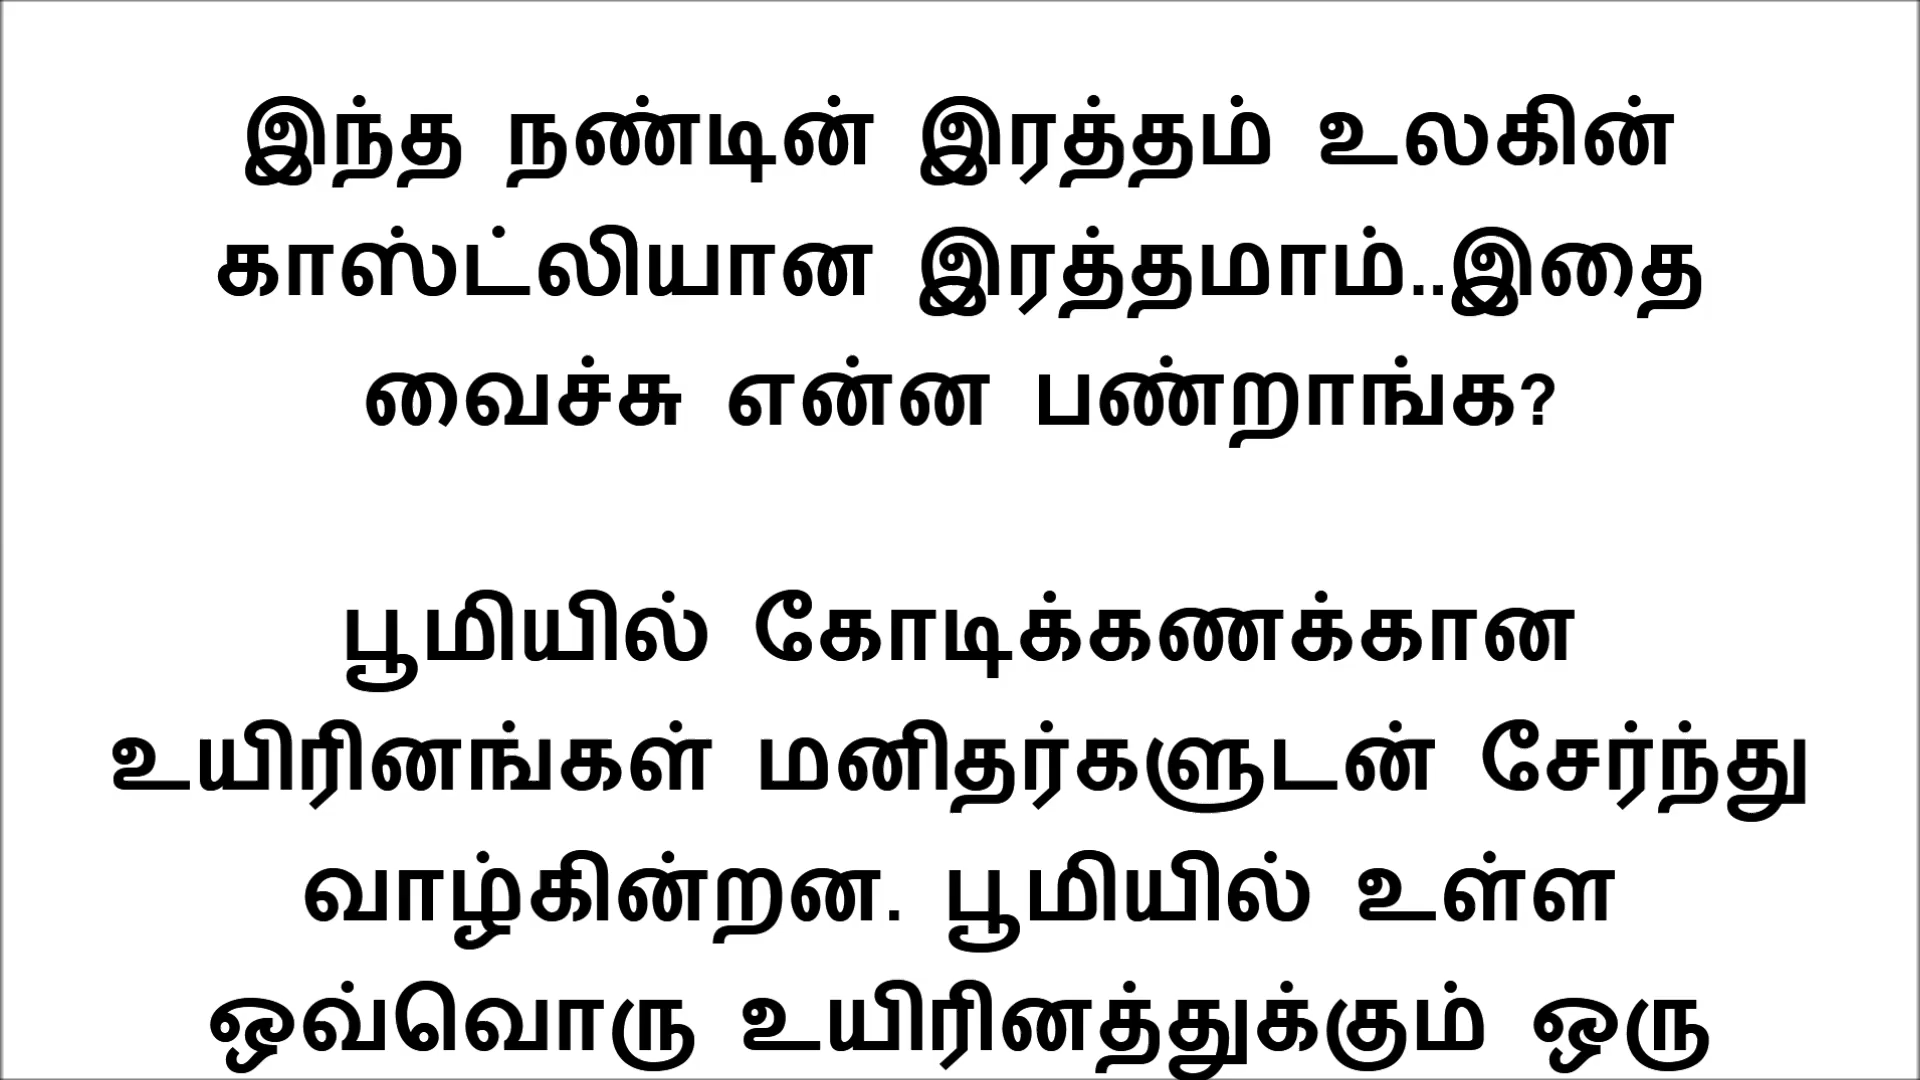 இந்த நண்டின் இரத்தம் உலகின்
காஸ்ட்லியான இரத்தமாம்..இதை
வைச்சு என்ன பண்றாங்க?
பூமியில் கோடிக்கணக்கான
உயிரினங்கள் மனிதர்களுடன் சேர்ந்து
வாழ்கின்றன. பூமியில் உள்ள
ஒவ்வொரு உயிரினத்துக்கும் ஒரு